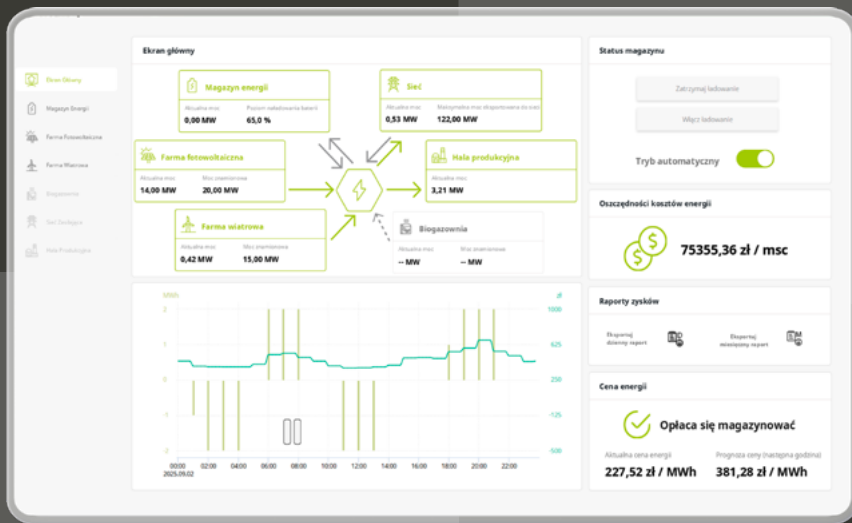 Ekran główny
Status magazynu
Ekran Główny
Magazyn Energii
Farma Fotowoltaiczna
Farma Wiatrowa
Biogazownia
Sieć Dostępna
Hala Produkcyjna
Magazyn energii
Aktualna moc
Poziom naładowania baterii
0,00 MW
65,0 %
Sieć
Aktualna moc
Maksymalna moc eksportowana do sieci
0,53 MW
122,00 MW
Farma fotowoltaiczna
Aktualna moc
Moc znamionowa
14,00 MW
20,00 MW
Hala produkcyjna
Aktualna moc
3,21 MW
Farma wiatrowa
Aktualna moc
Moc znamionowa
0,42 MW
15,00 MW
Biogazownia
Aktualna moc
Moc znamionowa
-- MW
-- MW
Zatrzymaj ładowanie
Włącz ładowanie
Tryb automatyczny
Oszczędności kosztów energii
75355,36 zł / msc
Raporty zysków
Eksportuj
dzienny raport
Eksportuj
miesięczny raport
Cena energii
Opłaca się magazynować
Aktualna cena energii
Prognoza ceny (następna godzina)
227,52 zł / MWh
381,28 zł / MWh
MWh
zł
2
1
0
-1
-2
1000
625
250
-125
-500
00:00
02:00
04:00
06:00
08:00
10:00
12:00
14:00
16:00
18:00
20:00
22:00
2025.09.02